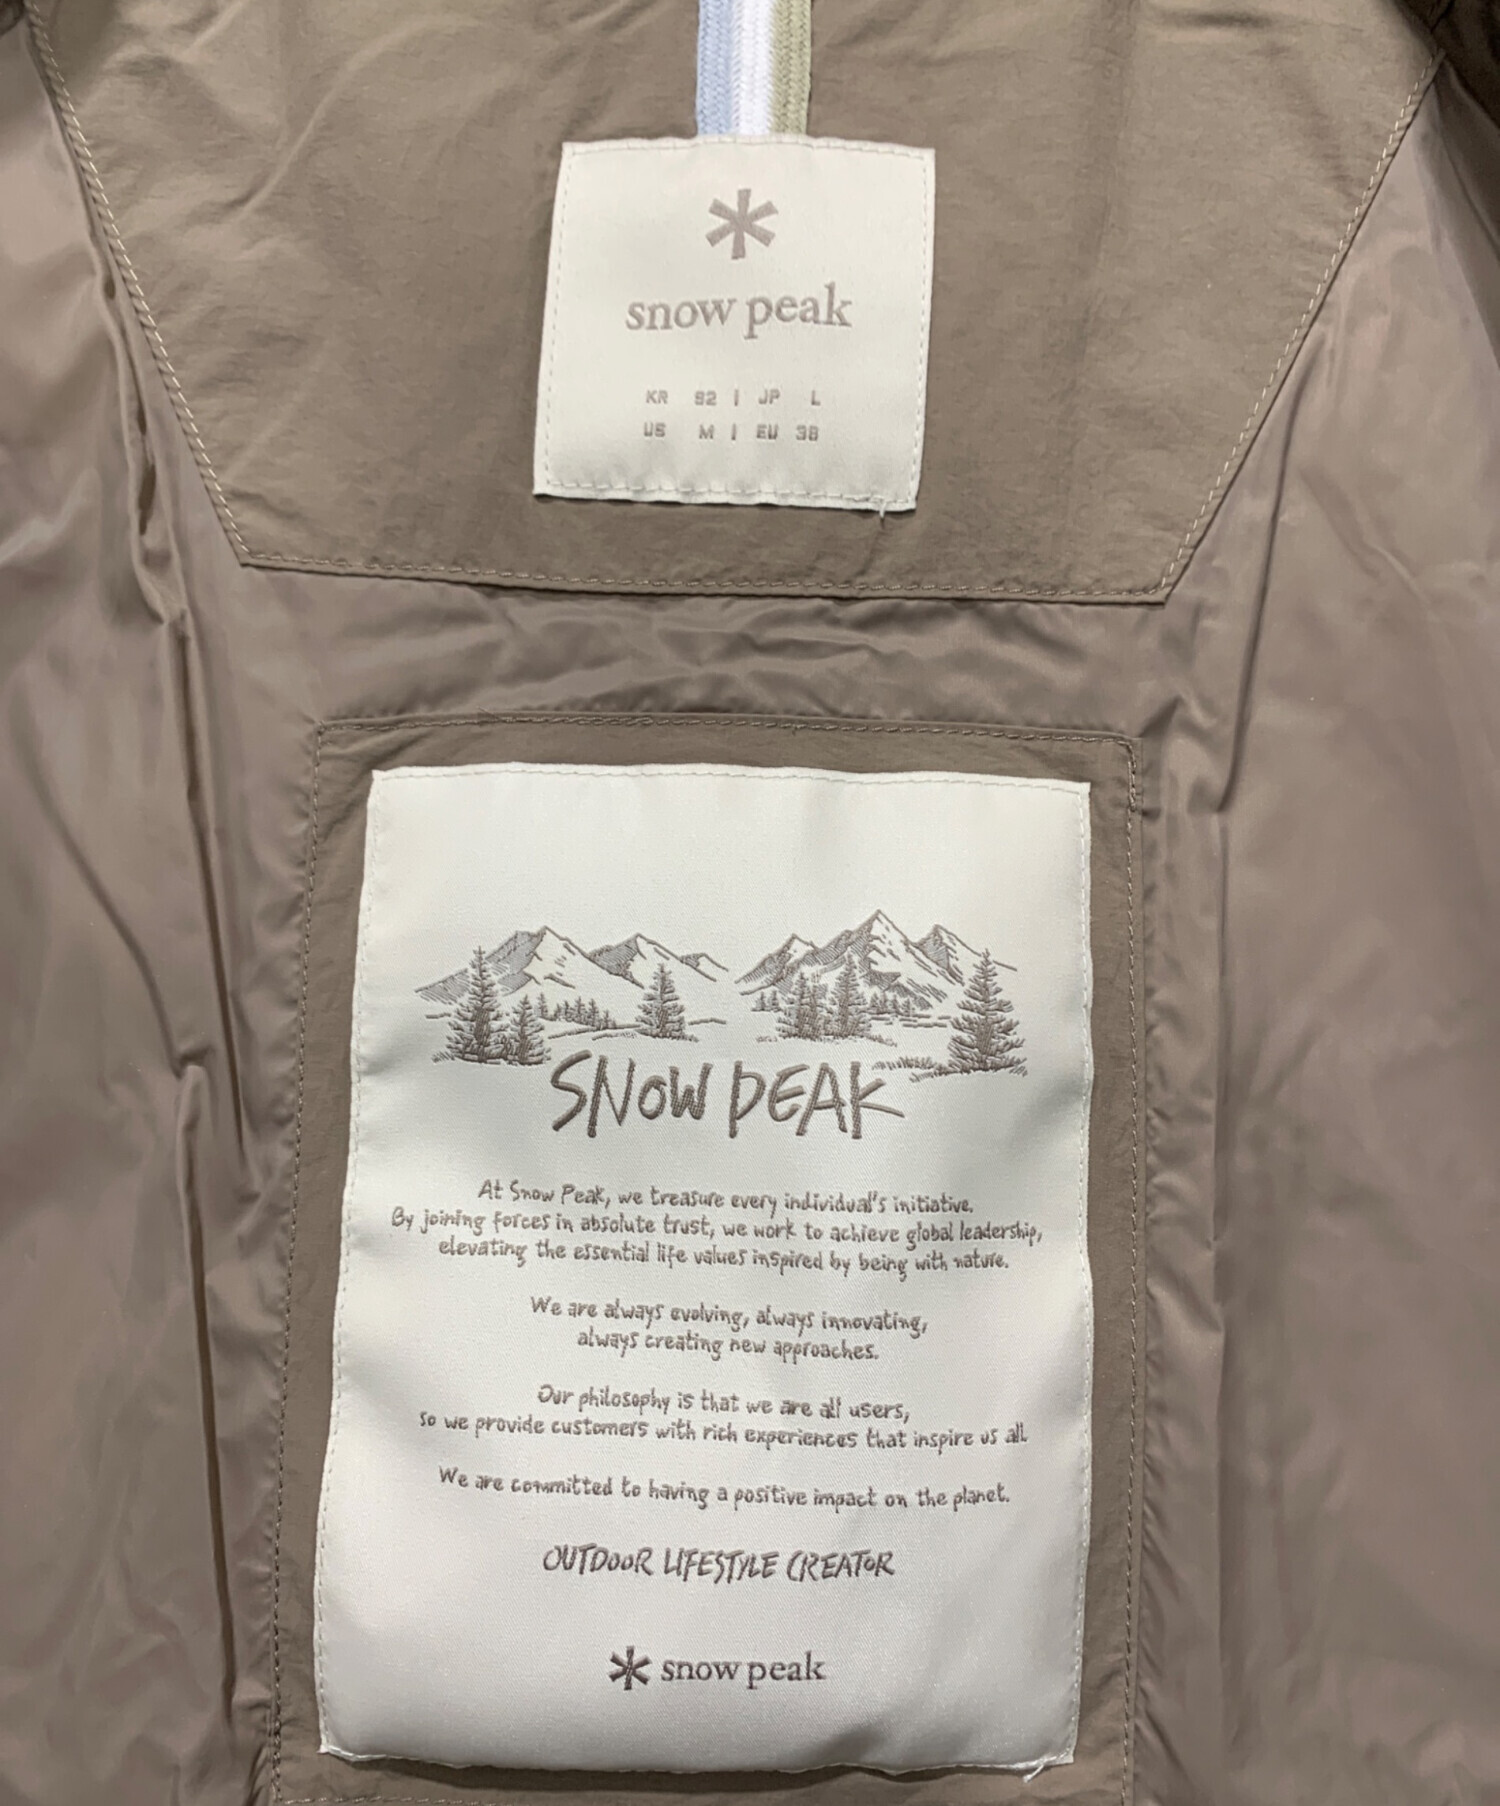 snow peak
KR 92 | JP L
US M | EU 38
SNOW PEAK
At Snow Peak, we treasure every individual's initiative.
By joining forces in absolute trust, we work to achieve global leadership,
elevating the essential life values inspired by being with nature.
We are always evolving, always innovating,
always creating new approaches.
Our philosophy is that we are all users,
so we provide customers with rich experiences that inspire us all.
We are committed to having a positive impact on the planet.
OUTDOOR LIFESTYLE CREATOR
snow peak